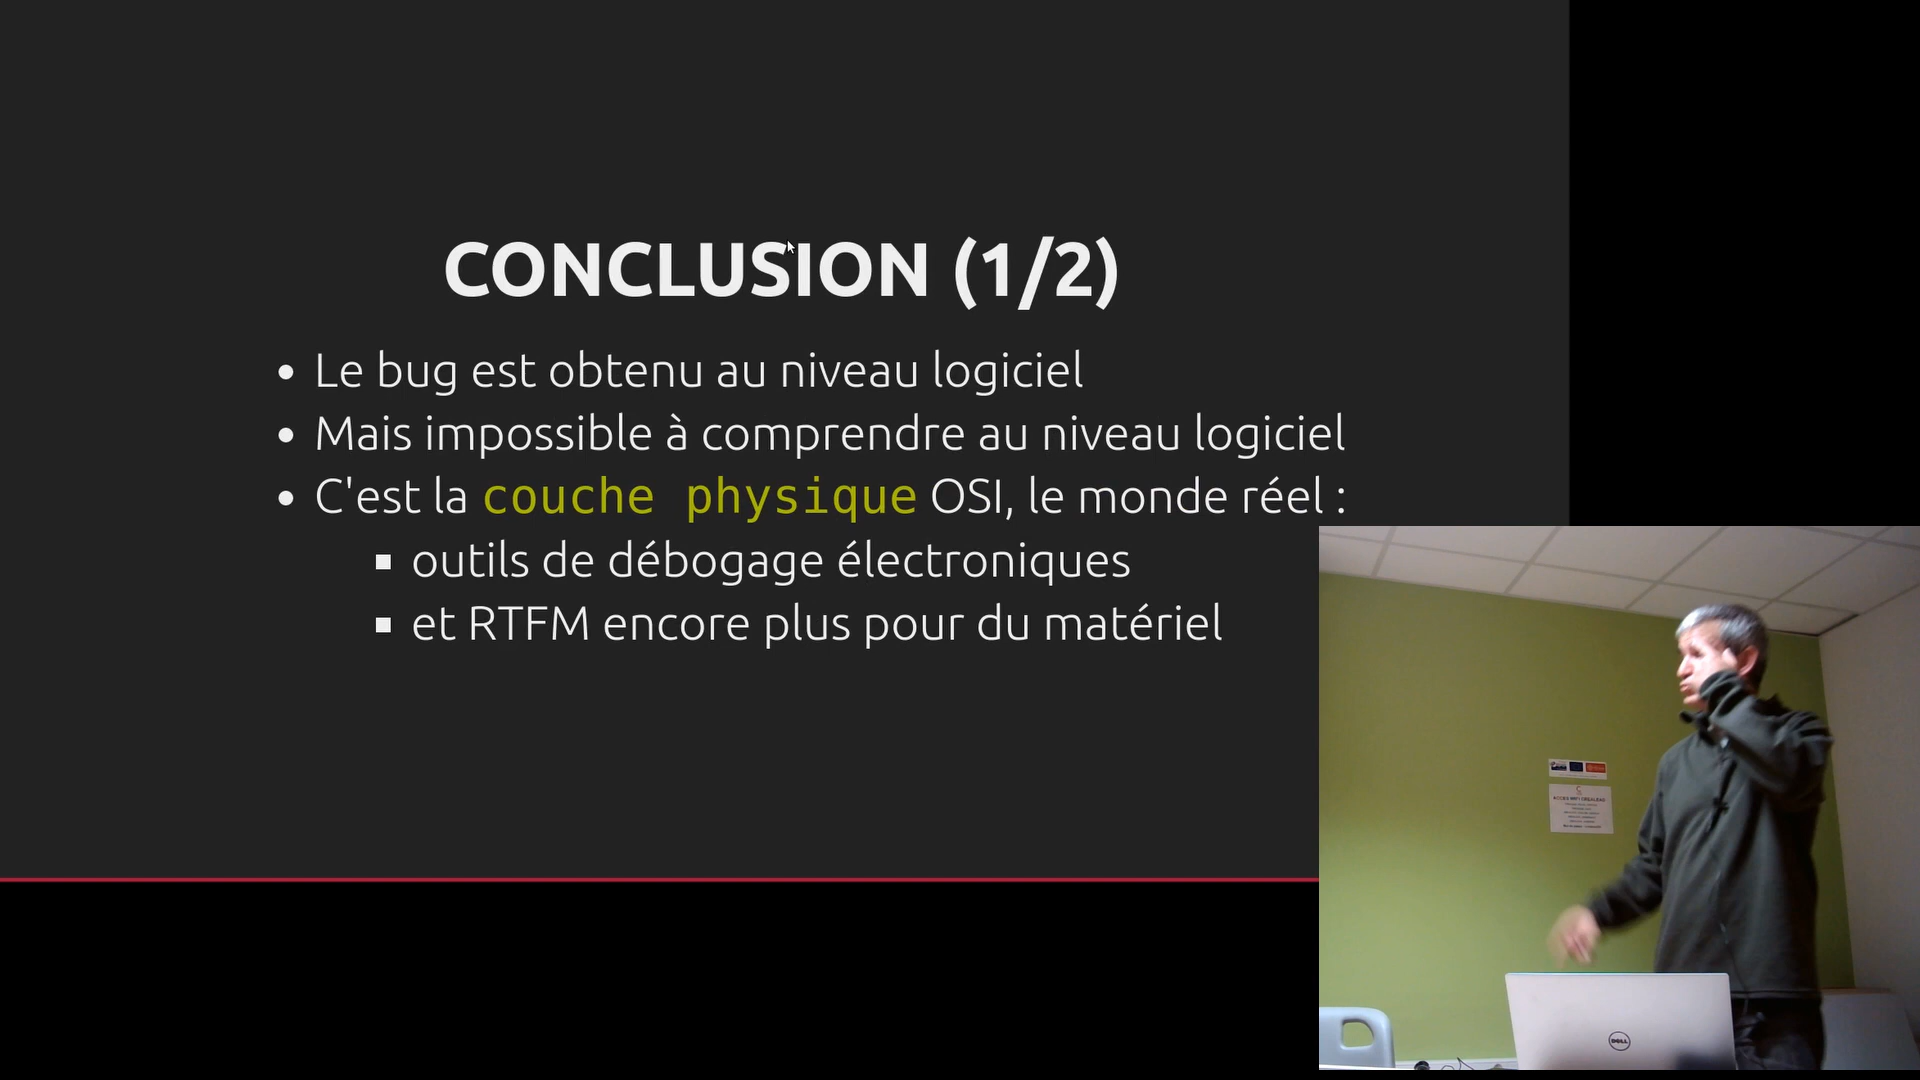 CONCLUSION (1/2)
Le bug est obtenu au niveau logiciel
Mais impossible à comprendre au niveau logiciel
C'est la couche physique OSI, le monde réel :
outils de débogage électroniques
et RTFM encore plus pour du matériel
DELL